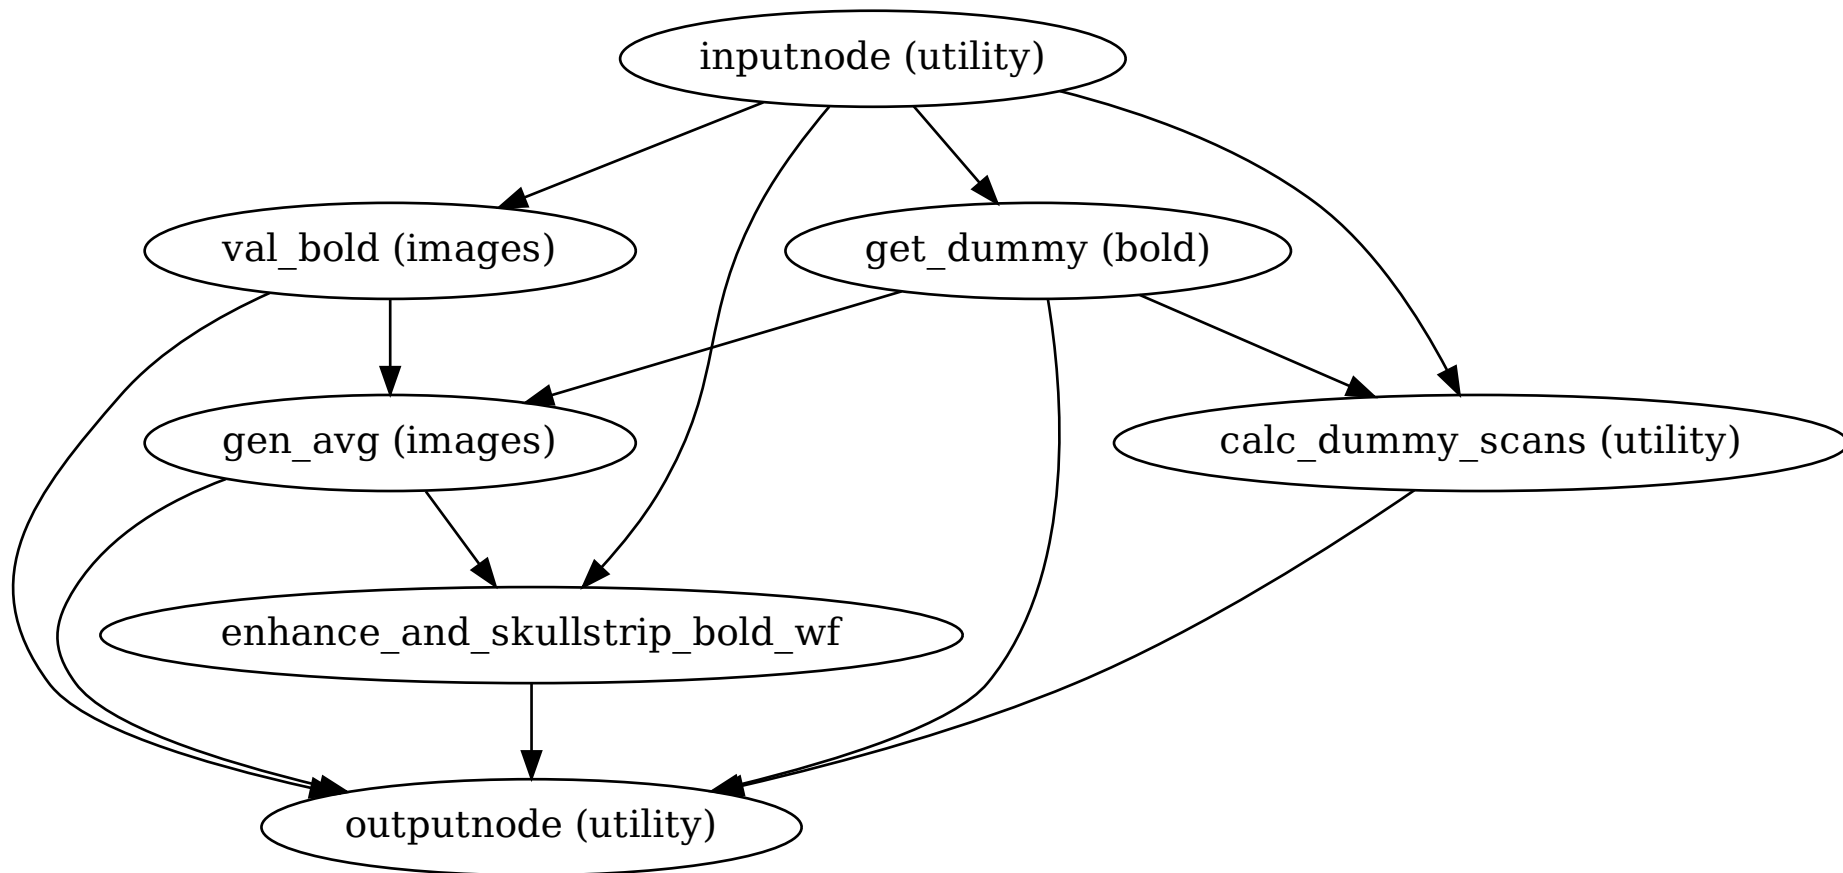 inputnode (utility)
val_bold (images)
get_dummy (bold)
gen_avg (images)
calc_dummy_scans (utility)
enhance_and_skullstrip_bold_wf
outputnode (utility)